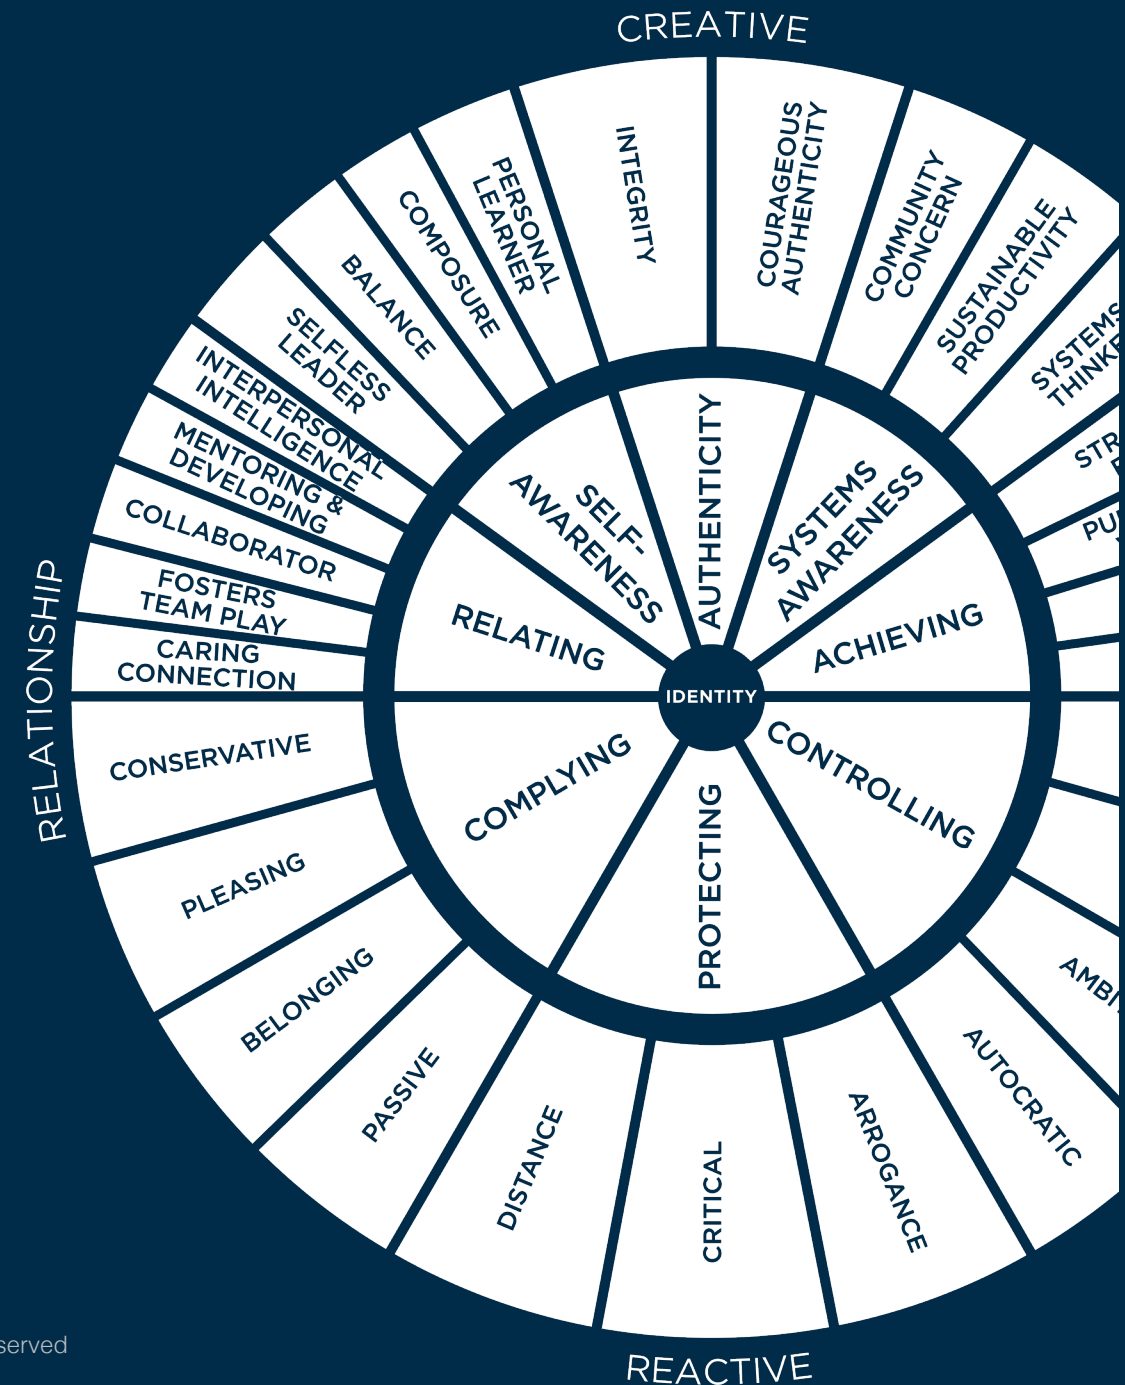 CREATIVE
INTEGRITY
COURAGEOUS
AUTHENTICITY
COMMUNITY
CONCERN
SUSTAINABLE
PRODUCTIVITY
SYSTEMS
PERSONAL
LEARNER
COMPOSURE
BALANCE
SELFLESS
LEADER
INTERPERSONAL
INTELLIGENCE
MENTORING &
DEVELOPING
COLLABORATOR
FOSTERS
TEAM PLAY
CARING
CONNECTION
RELATIONSHIP
SELF-
AWARENESS
AUTHENTICITY
SYSTEMS
AWARENESS
RELATING
ACHIEVING
IDENTITY
COMPLYING
PROTECTING
CONTROLLING
CONSERVATIVE
PLEASING
BELONGING
PASSIVE
DISTANCE
CRITICAL
ARROGANCE
AUTOCRATIC
REACTIVE